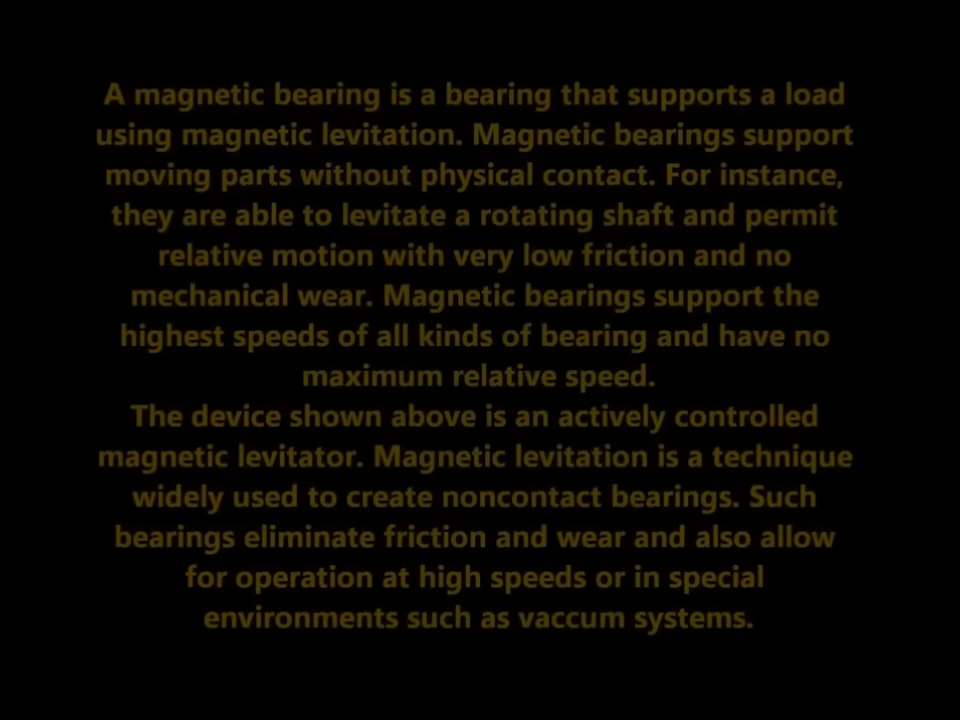 A magnetic bearing is a bearing that supports a load
using magnetic levitation. Magnetic bearings support
moving parts without physical contact. For instance,
they are able to levitate a rotating shaft and permit
relative motion with very low friction and no
mechanical wear. Magnetic bearings support the
highest speeds of all kinds of bearing and have no
maximum relative speed.
The device shown above is an actively controlled
magnetic levitator. Magnetic levitation is a technique
widely used to create noncontact bearings. Such
bearings eliminate friction and wear and also allow
for operation at high speeds or in special
environments such as vaccum systems.